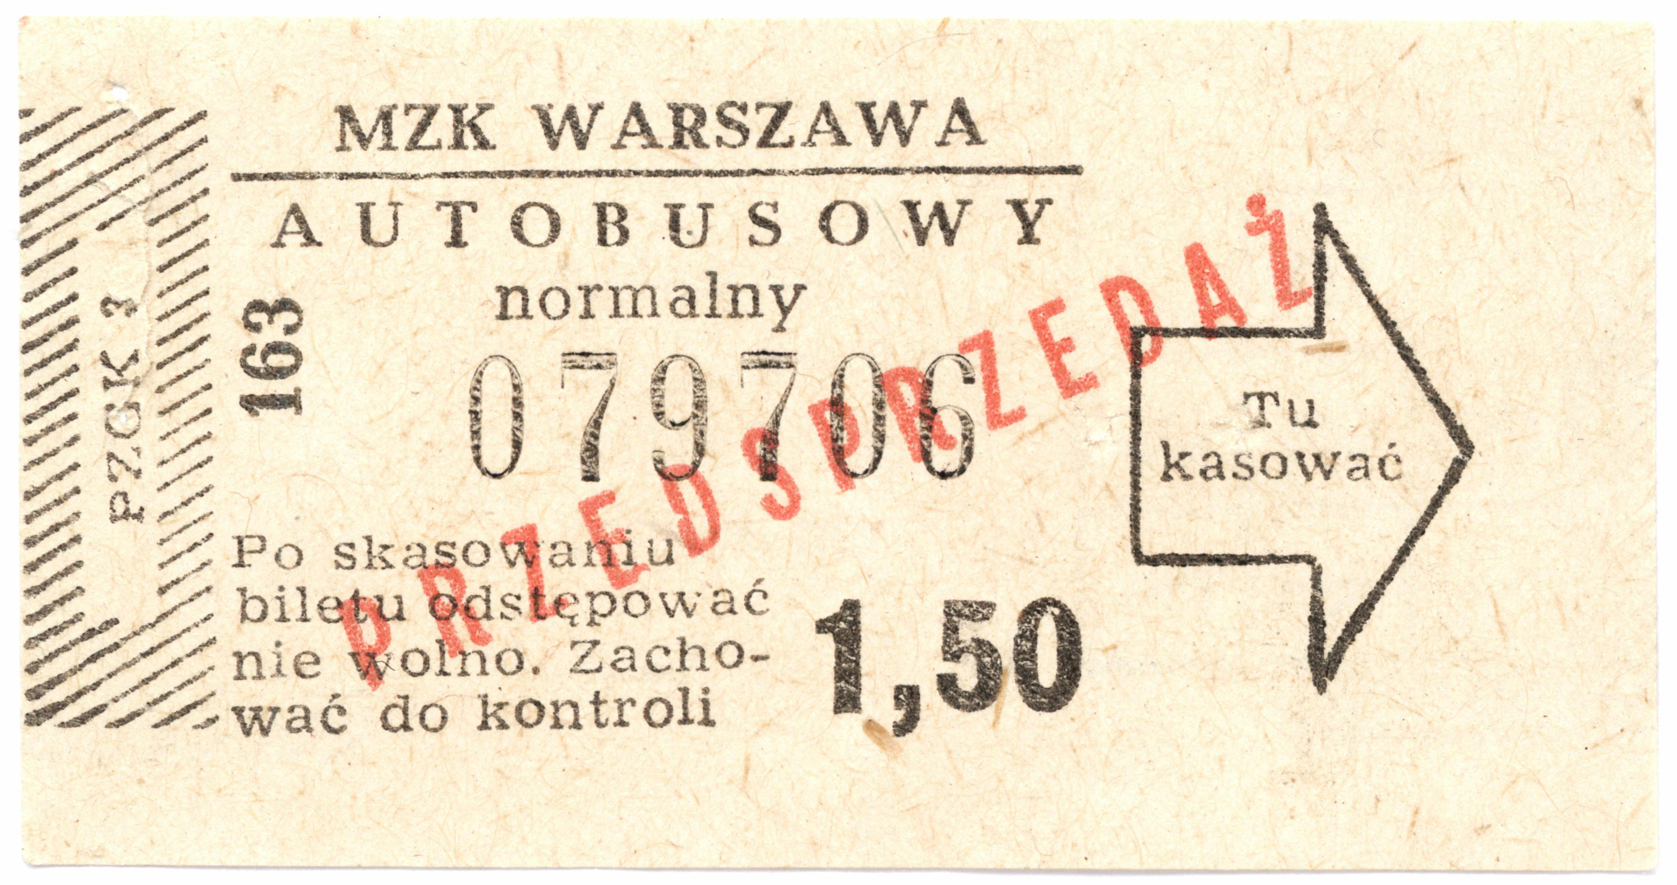 MZK WARSZAWA
AUTOBUSOWY
normalny
PZGK 3
163
079706
PRZEDSPRZEDAŻ
Tu
kasować
Po skasowaniu
biletu odstępować
nie wolno. Zacho-
wać do kontroli
1,50